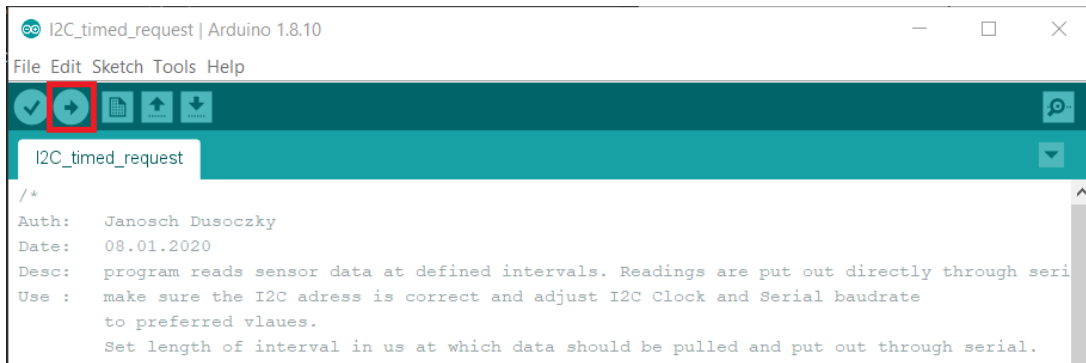 I2C_timed_request | Arduino 1.8.10
File Edit Sketch Tools Help
I2C_timed_request
/*
Auth: Janosch Dusoczky
Date: 08.01.2020
Desc: program reads sensor data at defined intervals. Readings are put out directly through seri
Use : make sure the I2C adress is correct and adjust I2C Clock and Serial baudrate
to preferred vlaues.
Set length of interval in us at which data should be pulled and put out through serial.